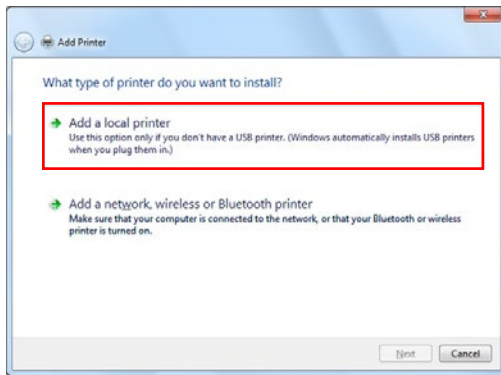 Add Printer
What type of printer do you want to install?
Add a local printer
Use this option only if you don't have a USB printer. (Windows automatically installs USB printers
when you plug them in.)
Add a network, wireless or Bluetooth printer
Make sure that your computer is connected to the network, or that your Bluetooth or wireless
printer is turned on.
Next
Cancel